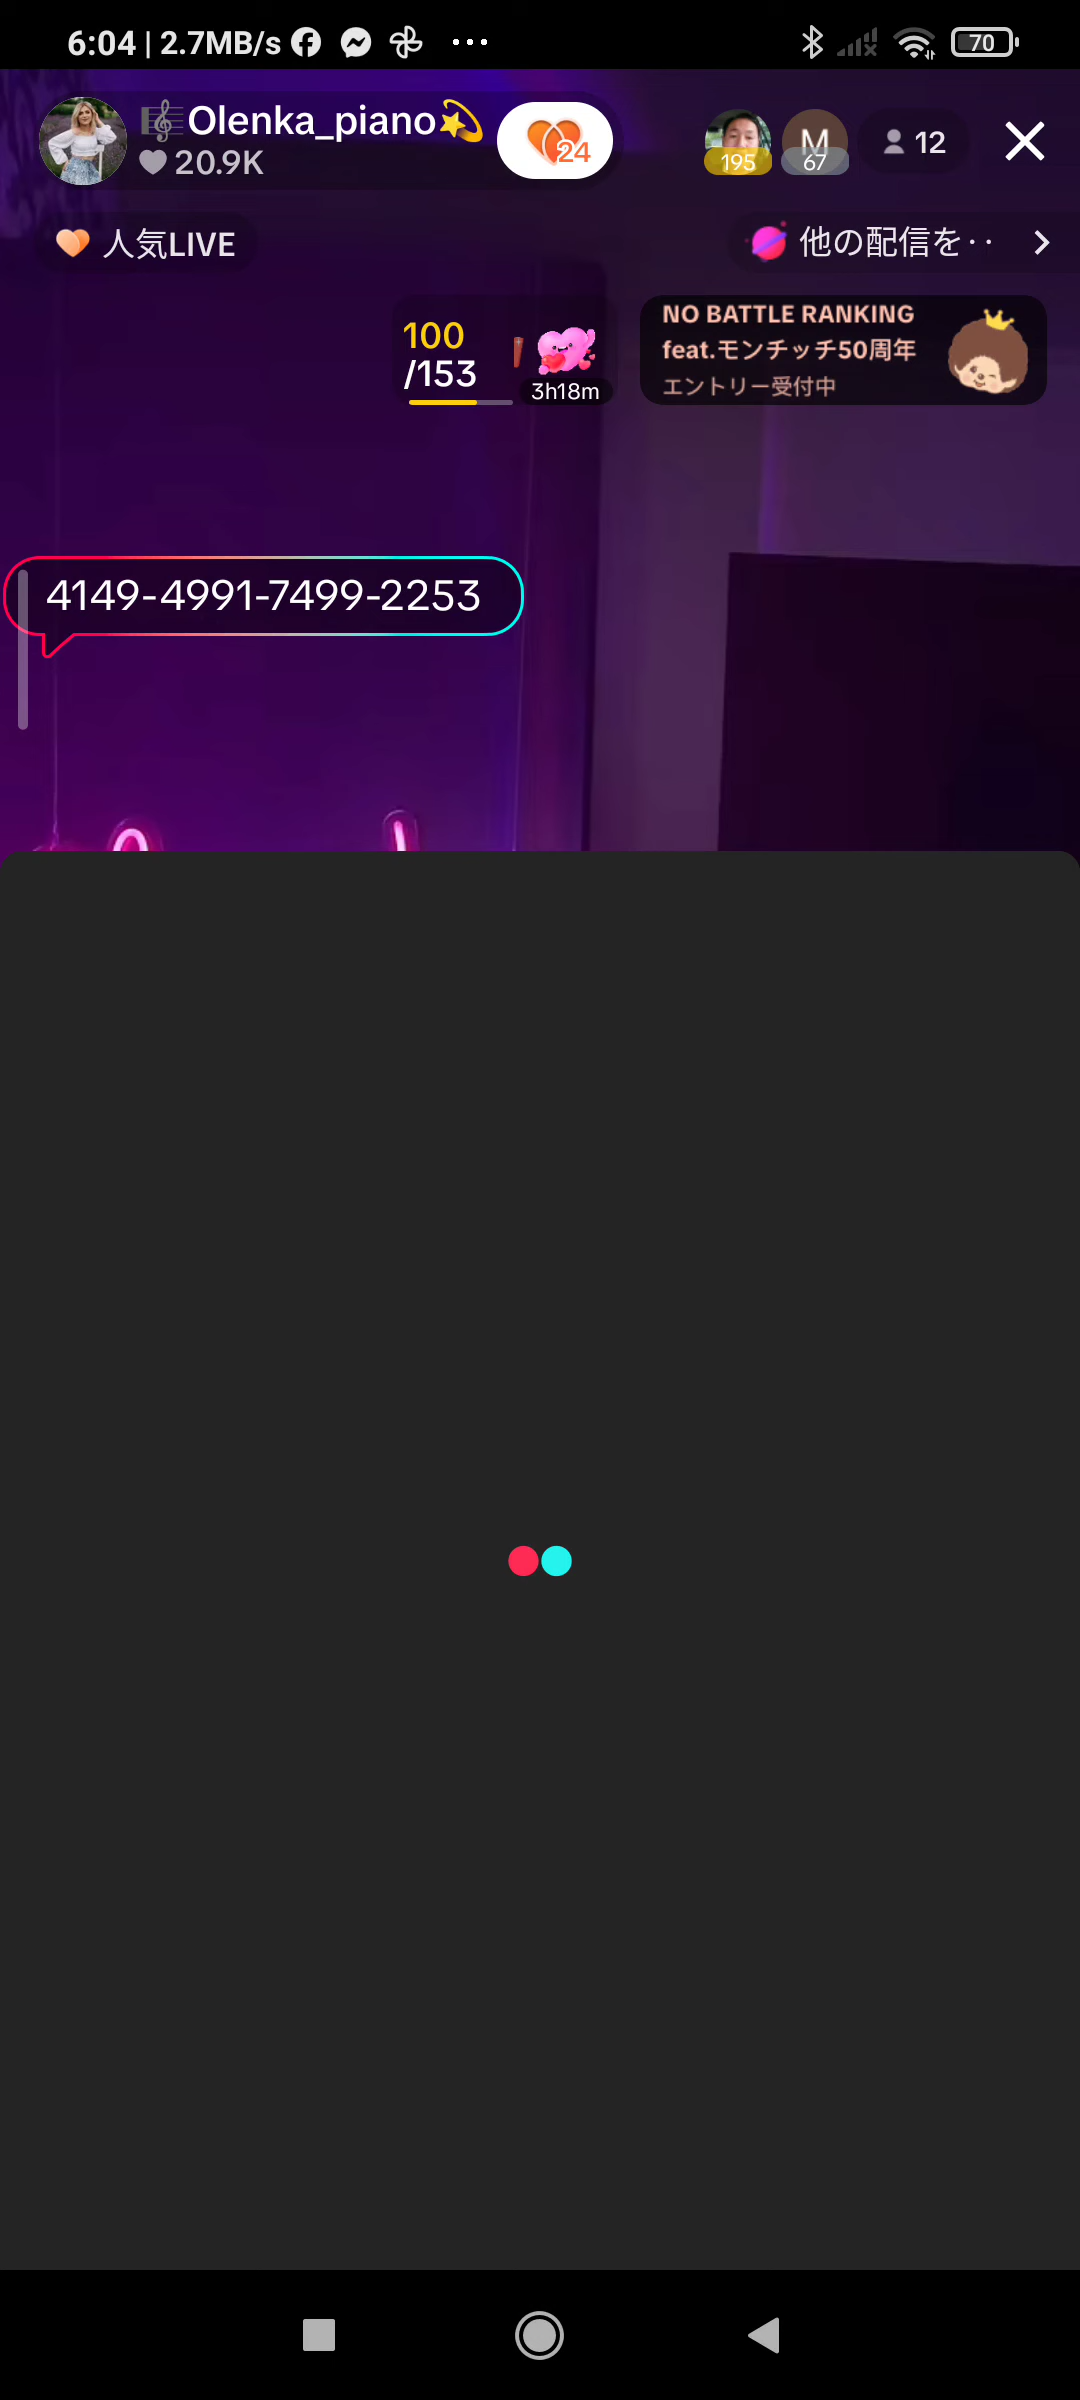 6:04 | 2.7MB/s
70
Olenka_piano
20.9K
24
195
M
67
12
人気LIVE
他の配信を‥
100
/153
3h18m
NO BATTLE RANKING
feat.モンチッチ50周年
エントリー受付中
4149-4991-7499-2253